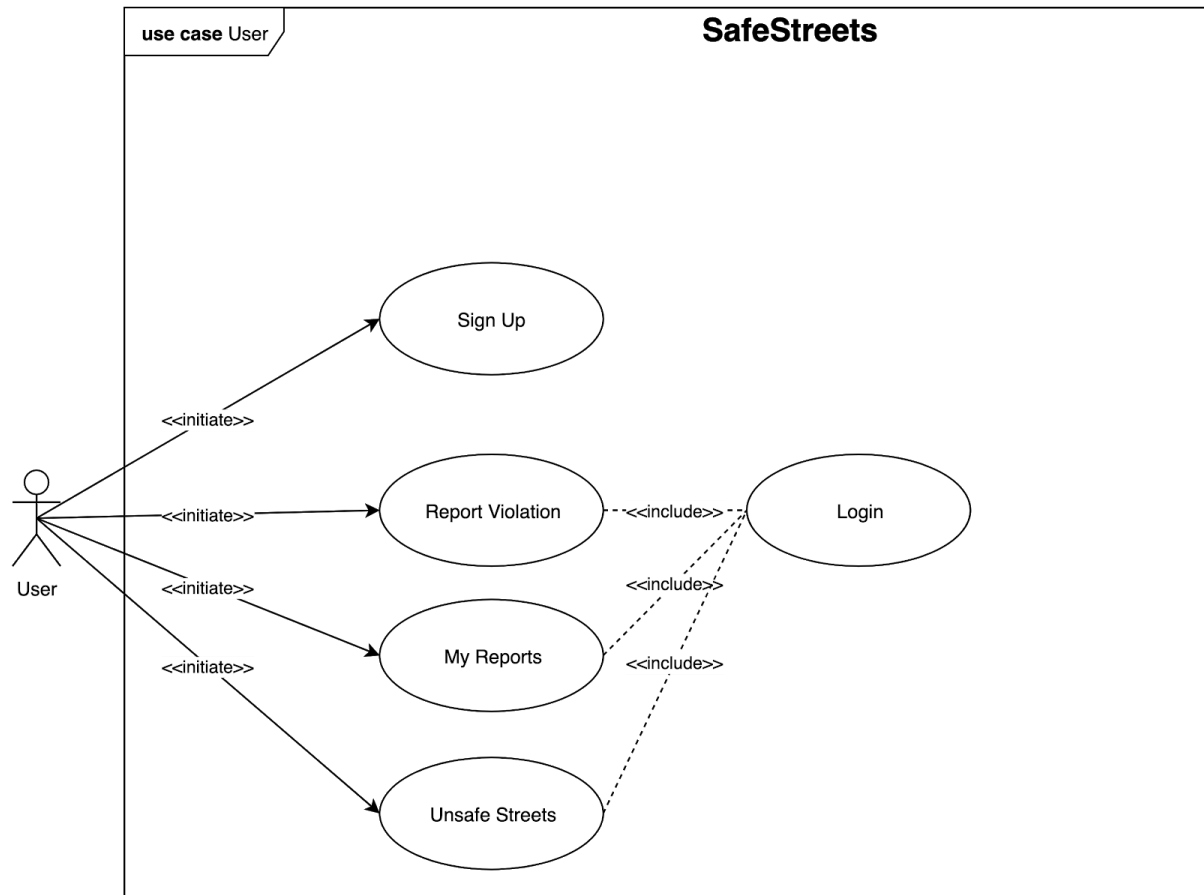 use case User
SafeStreets
Sign Up
<<initiate>>
<<initiate>>
Report Violation
<<include>>
Login
User
<<initiate>>
<<include>>
My Reports
<<initiate>>
<<include>>
Unsafe Streets